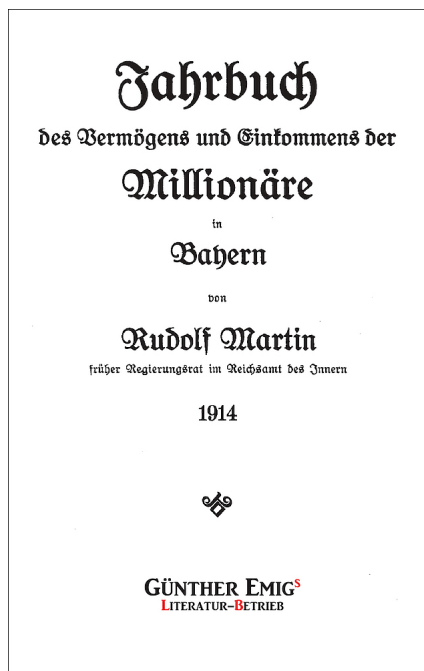 Jahrbuch
des Vermögens und Einkommens der
Millionäre
in
Bayern
von
Rudolf Martin
früher Regierungsrat im Reichsamt des Innern
1914
GÜNTHER EMIGS
LITERATUR–BETRIEB